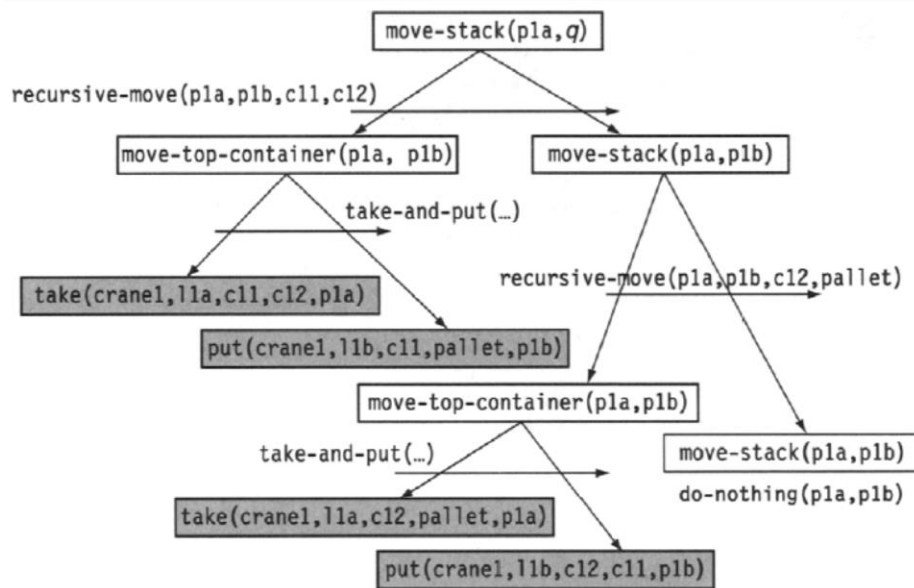 move-stack(p1a,q)
recursive-move(p1a,p1b,c11,c12)
move-top-container(p1a, p1b)
move-stack(p1a,p1b)
take-and-put(…)
take(crane1,l1a,c11,c12,p1a)
recursive-move(p1a,p1b,c12,pallet)
put(crane1,l1b,c11,pallet,p1b)
move-top-container(p1a,p1b)
take-and-put(…)
move-stack(p1a,p1b)
do-nothing(p1a,p1b)
take(crane1,l1a,c12,pallet,p1a)
put(crane1,l1b,c12,c11,p1b)